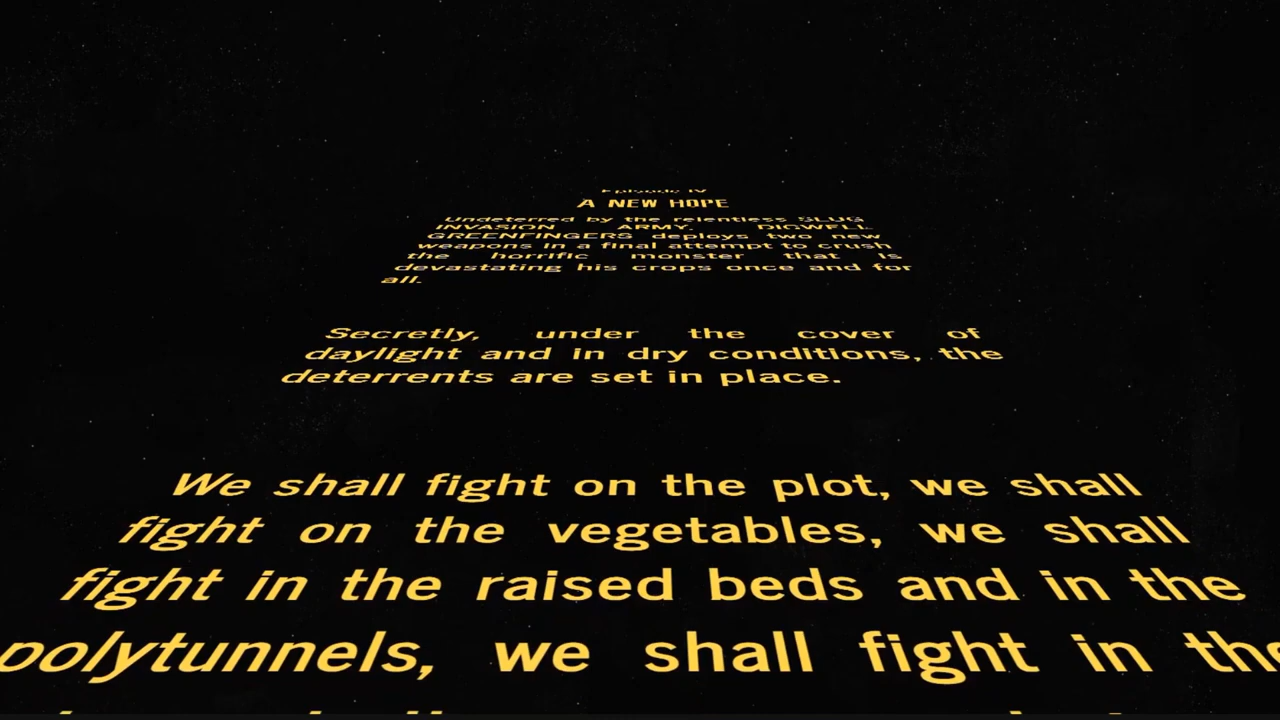 Episode IV
A NEW HOPE
Undeterred by the relentless SLUG
INVASION ARMY, DIGWELL
GREENFINGERS deploys two new
weapons in a final attempt to crush
the horrific monster that is
devastating his crops once and for
all.
Secretly, under the cover of
daylight and in dry conditions, the
deterrents are set in place.
We shall fight on the plot, we shall
fight on the vegetables, we shall
fight in the raised beds and in the
polytunnels, we shall fight in the